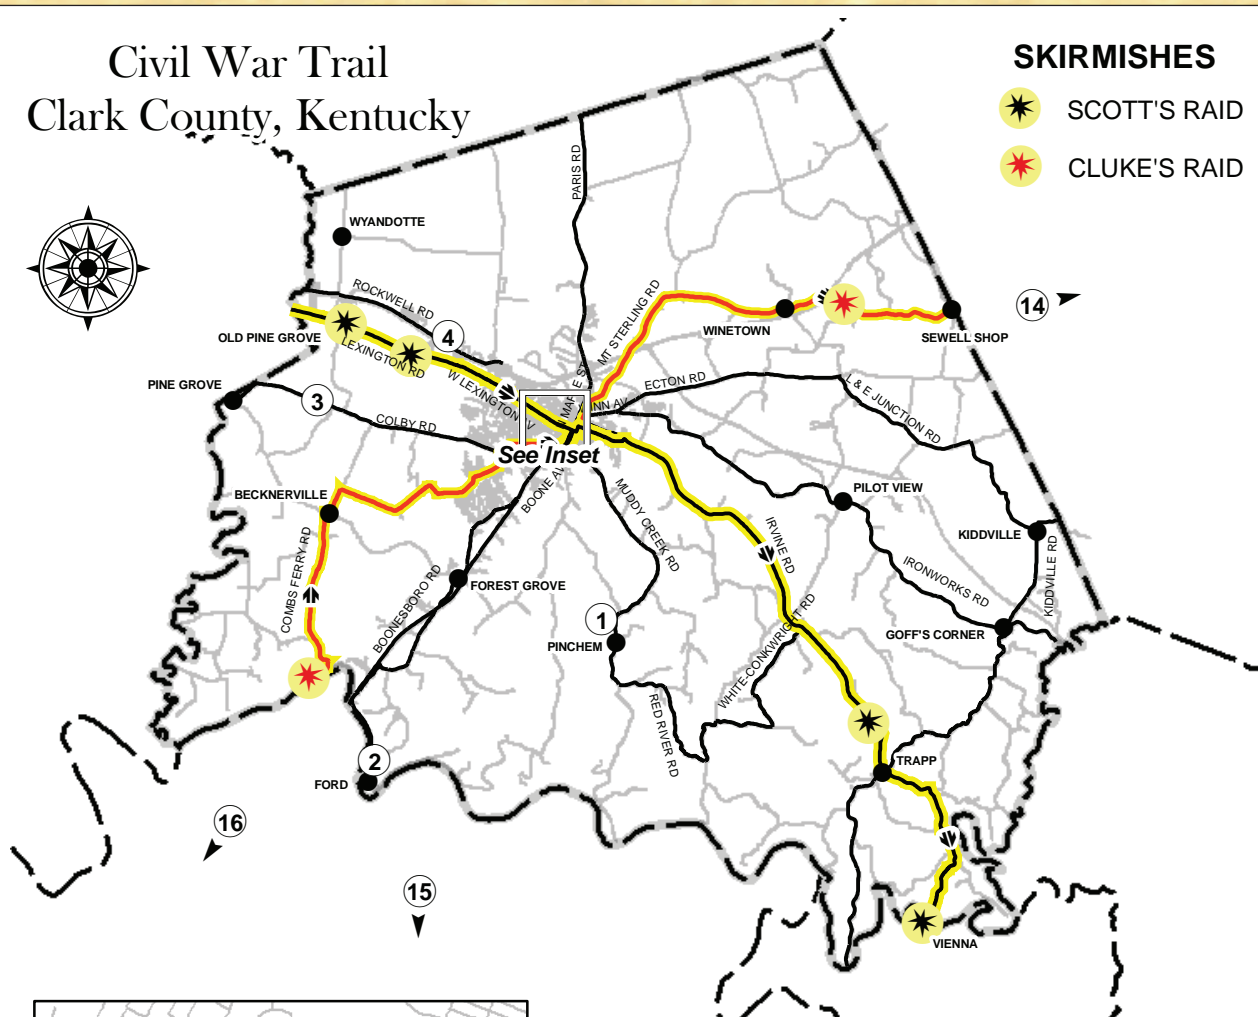 Civil War Trail
Clark County, Kentucky
SKIRMISHES
SCOTT'S RAID
CLUKE'S RAID
PARIS RD
WYANDOTTE
ROCKWELL RD
4
OLD PINE GROVE
LEXINGTON RD
W LEXINGTON AV
MT STERLING RD
WINETOWN
SEWELL SHOP
14
PINE GROVE
3
COLBY RD
ECTON RD
L & E JUNCTION RD
See Inset
BECKNERVILLE
BOONE AV
MUDDY CREEK RD
PILOT VIEW
IRVINE RD
KIDDVILLE
KIDDVILLE RD
COMBS FERRY RD
BOONESBORO RD
FOREST GROVE
IRONWORKS RD
1
PINCHEM
GOFF'S CORNER
WHITE-CONKWRIGHT RD
RED RIVER RD
2
FORD
TRAPP
16
15
VIENNA